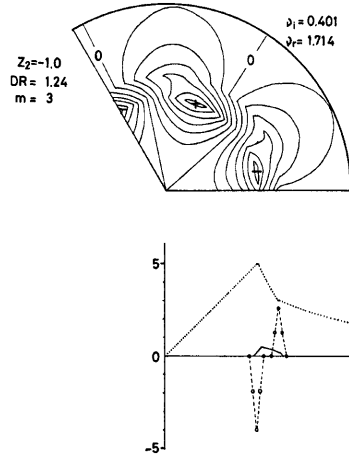 ν_i = 0.401
ν_r = 1.714
Z₂=-1.0
DR = 1.24
m = 3
0
0
+
5
0
-5